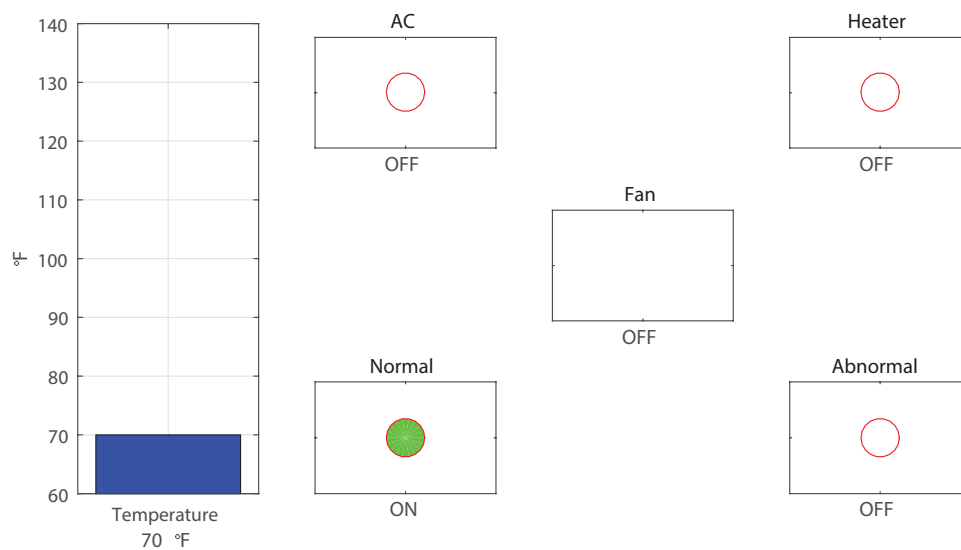 140
130
120
110
100
90
80
70
60
°F
Temperature
70 °F
AC
OFF
Heater
OFF
Fan
OFF
Normal
ON
Abnormal
OFF